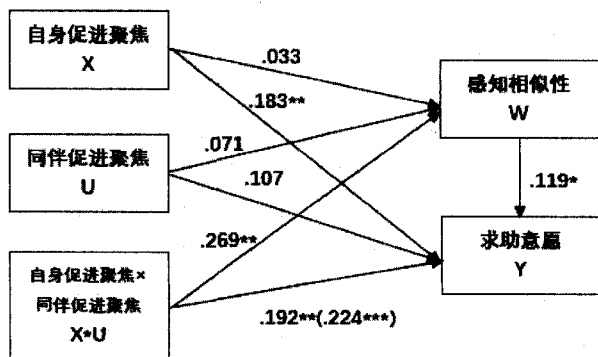 自身促进聚焦
X
.033
感知相似性
W
.183**
同伴促进聚焦
U
.071
.107
.119*
.269**
求助意愿
Y
自身促进聚焦×
同伴促进聚焦
X*U
.192**(.224***)